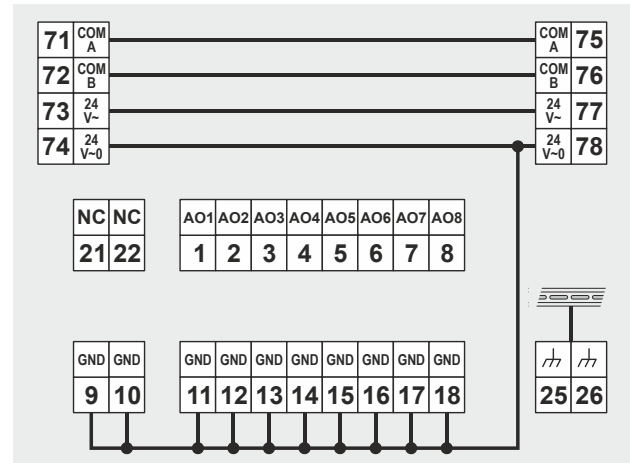 71 COM A COM A 75
72 COM B COM B 76
73 24 V~ 24 V~ 77
74 24 V~0 24 V~0 78
NC NC AO1 AO2 AO3 AO4 AO5 AO6 AO7 AO8
21 22 1 2 3 4 5 6 7 8
GND GND GND GND GND GND GND GND GND GND
9 10 11 12 13 14 15 16 17 18 25 26